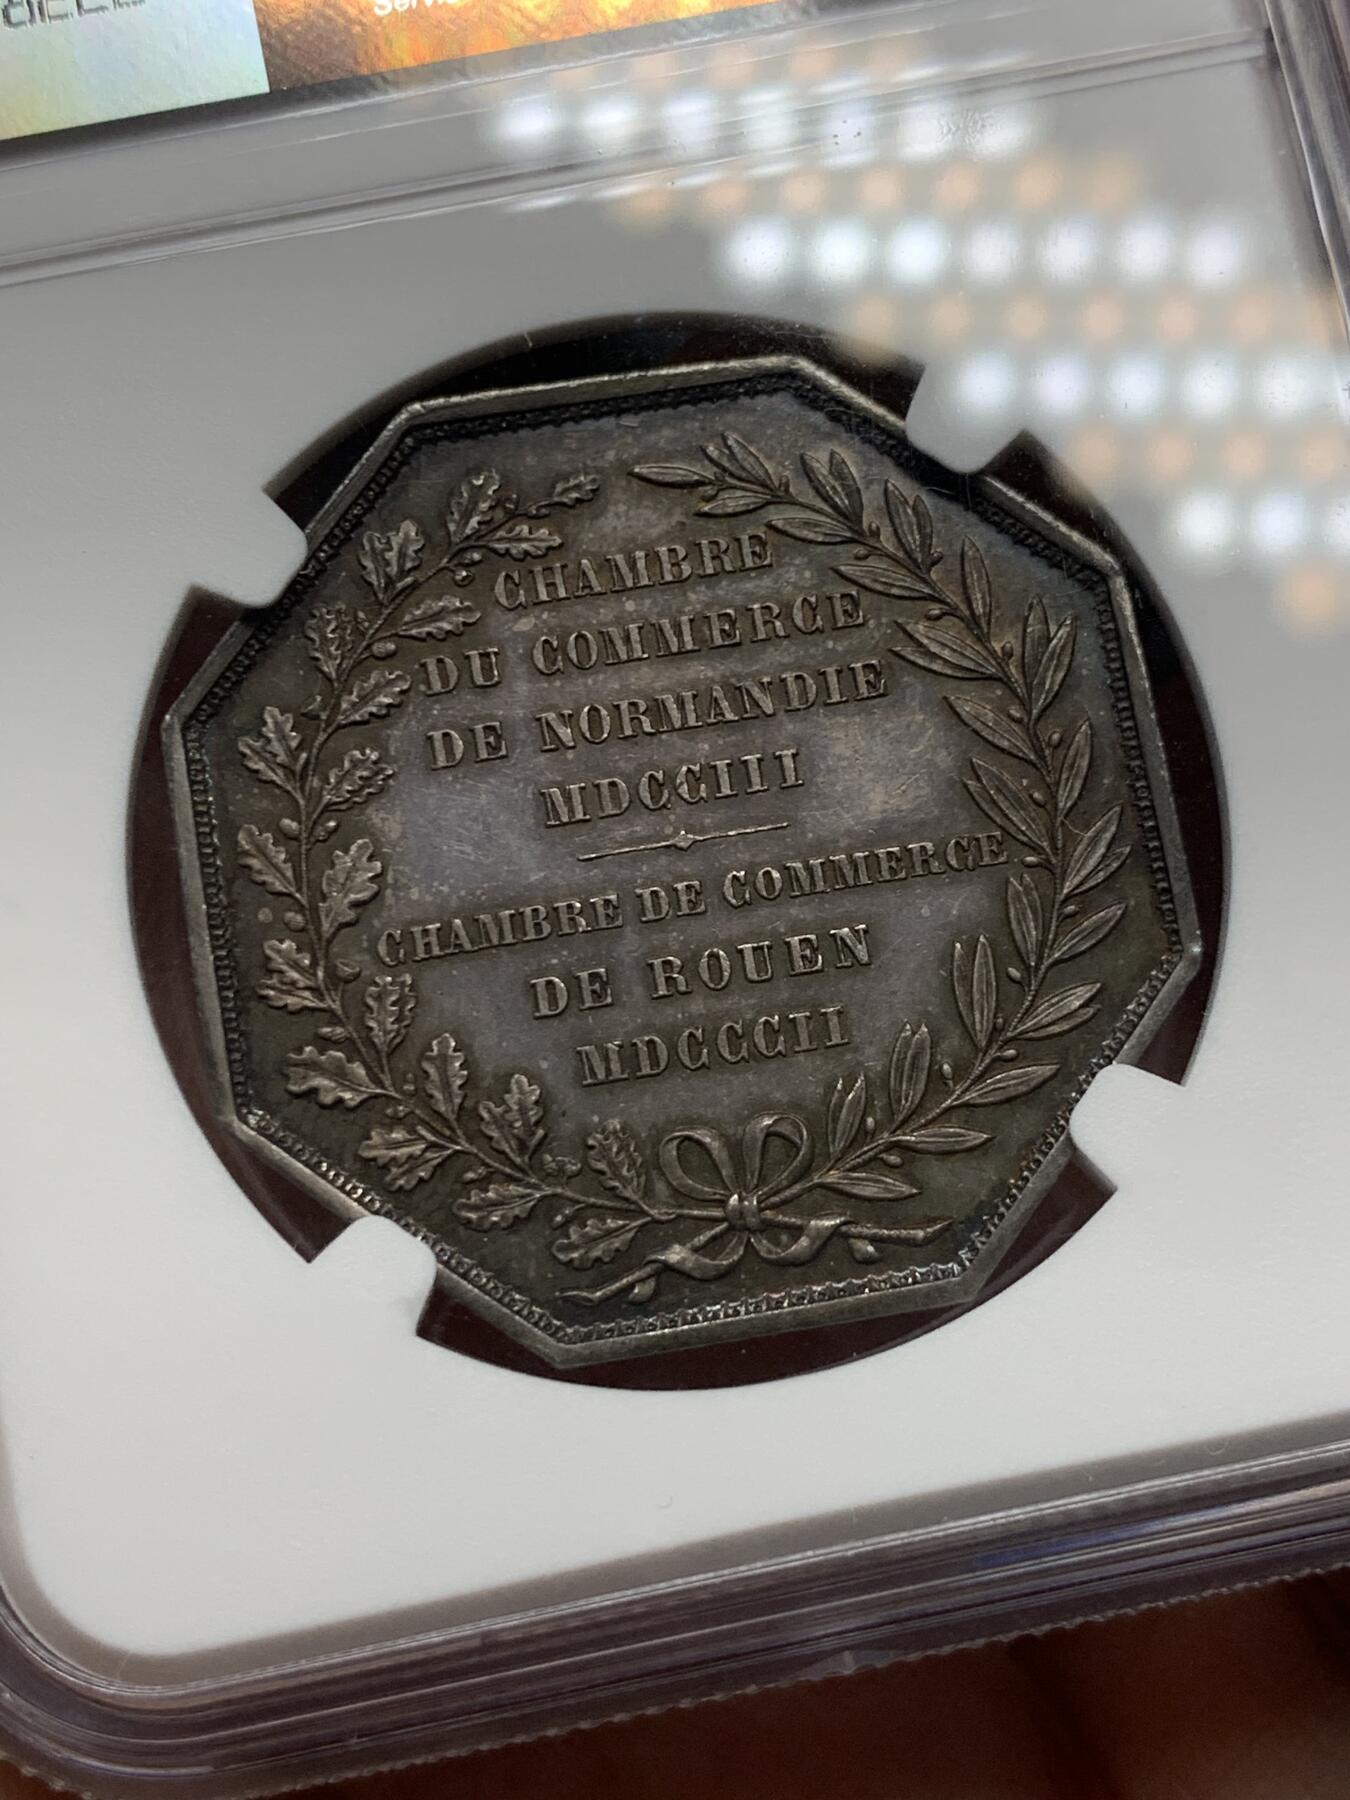 CHAMBRE
DU COMMERCE
DE NORMANDIE
MDCCIII
CHAMBRE DE COMMERCE
DE ROUEN
MDCCCII